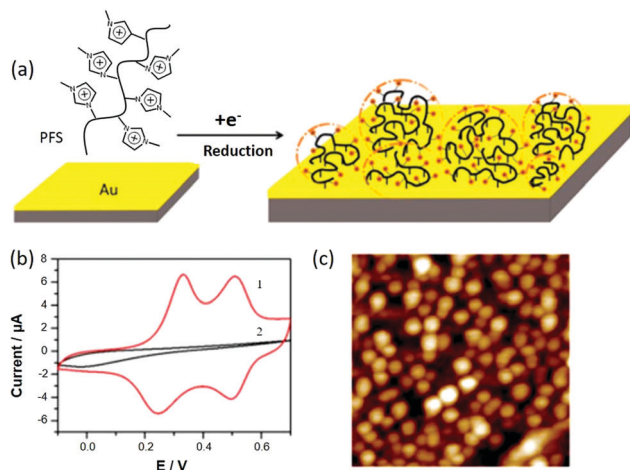 (a)
N
N
N
N
N
N
N
N
N
N
N
N
PFS
+e-
Reduction
Au
(b)
(c)
8
6
4
2
0
-2
-4
-6
Current / µA
1
2
0.0 0.2 0.4 0.6
E / V